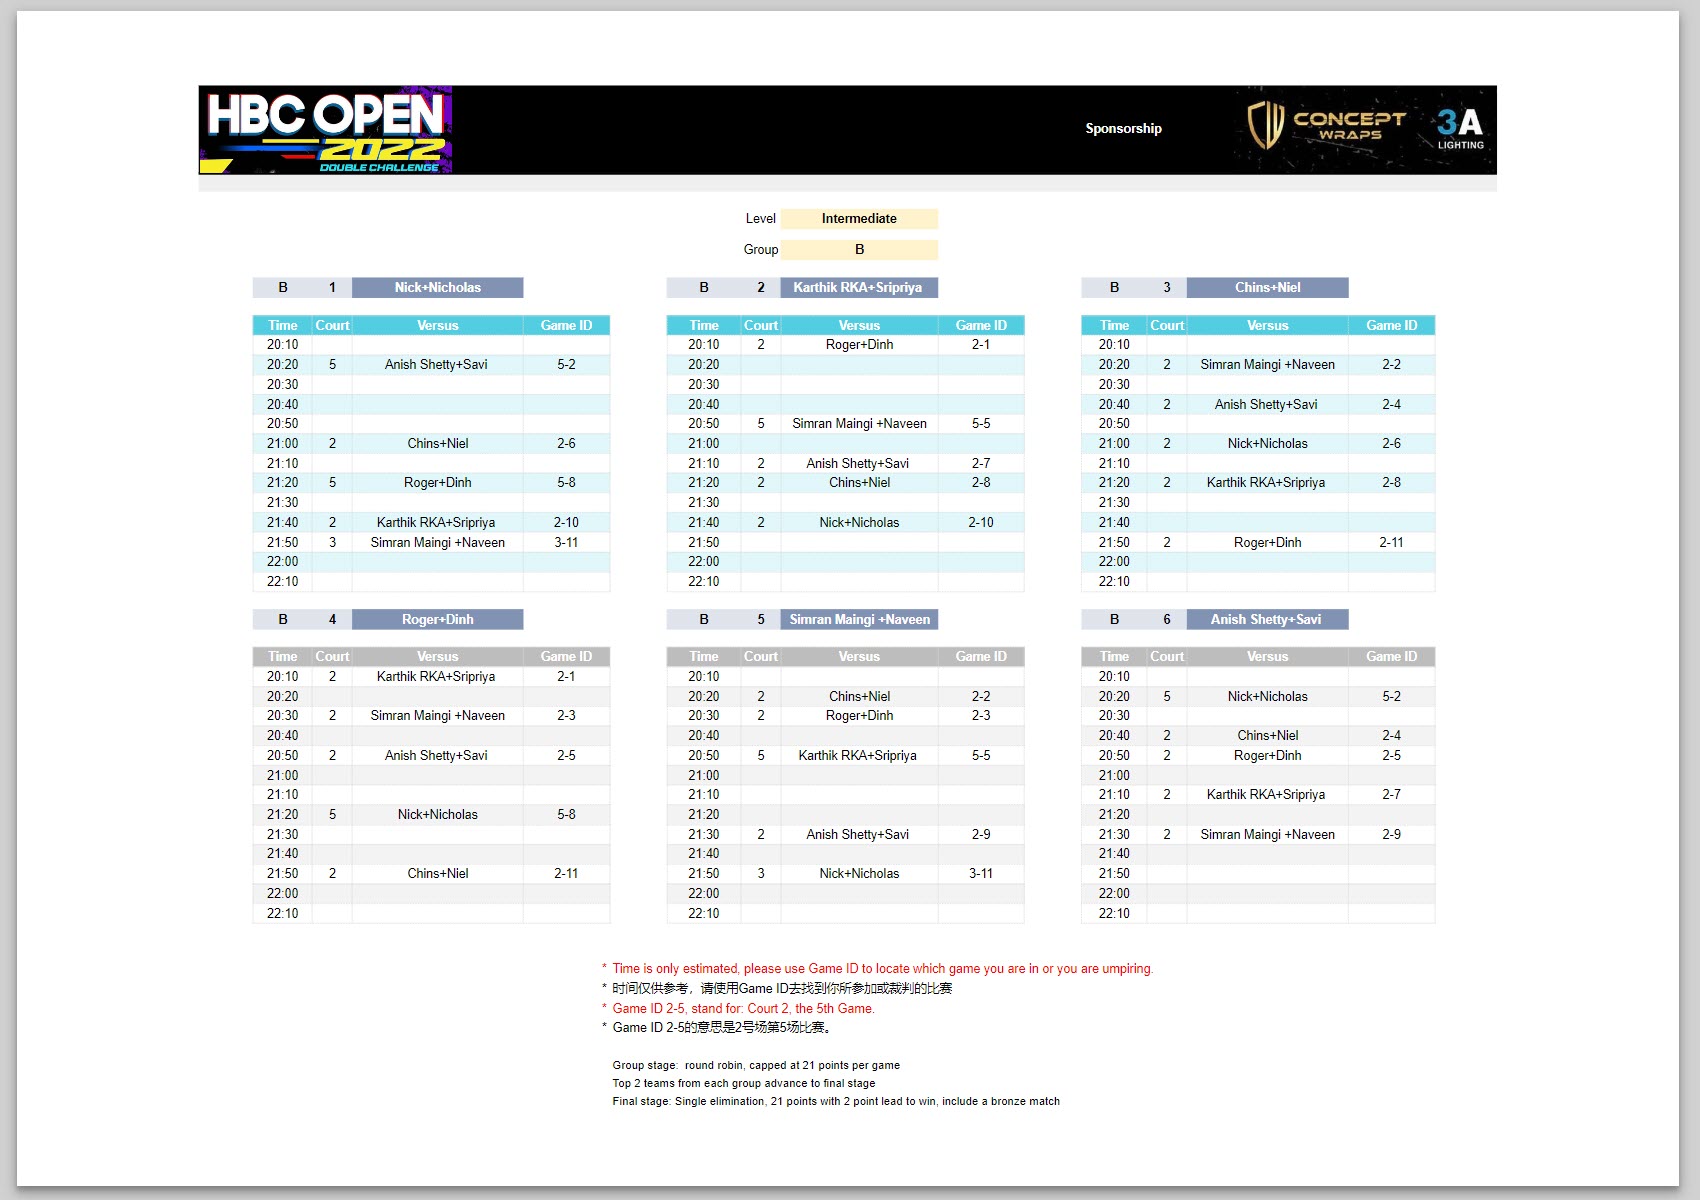 HBC OPEN
2022
DOUBLE CHALLENGE
Sponsorship
CONCEPT
WRAPS
3A
LIGHTING
Level Intermediate
Group B
B 1 Nick+Nicholas
Time Court Versus Game ID
20:10
20:20 5 Anish Shetty+Savi 5-2
20:30
20:40
20:50
21:00 2 Chins+Niel 2-6
21:10
21:20 5 Roger+Dinh 5-8
21:30
21:40 2 Karthik RKA+Sripriya 2-10
21:50 3 Simran Maingi +Naveen 3-11
22:00
22:10
B 2 Karthik RKA+Sripriya
Time Court Versus Game ID
20:10 2 Roger+Dinh 2-1
20:20
20:30
20:40
20:50 5 Simran Maingi +Naveen 5-5
21:00
21:10 2 Anish Shetty+Savi 2-7
21:20 2 Chins+Niel 2-8
21:30
21:40 2 Nick+Nicholas 2-10
21:50
22:00
22:10
B 3 Chins+Niel
Time Court Versus Game ID
20:10
20:20 2 Simran Maingi +Naveen 2-2
20:30
20:40 2 Anish Shetty+Savi 2-4
20:50
21:00 2 Nick+Nicholas 2-6
21:10
21:20 2 Karthik RKA+Sripriya 2-8
21:30
21:40
21:50 2 Roger+Dinh 2-11
22:00
22:10
B 4 Roger+Dinh
Time Court Versus Game ID
20:10 2 Karthik RKA+Sripriya 2-1
20:20
20:30 2 Simran Maingi +Naveen 2-3
20:40
20:50 2 Anish Shetty+Savi 2-5
21:00
21:10
21:20 5 Nick+Nicholas 5-8
21:30
21:40
21:50 2 Chins+Niel 2-11
22:00
22:10
B 5 Simran Maingi +Naveen
Time Court Versus Game ID
20:10
20:20 2 Chins+Niel 2-2
20:30 2 Roger+Dinh 2-3
20:40
20:50 5 Karthik RKA+Sripriya 5-5
21:00
21:10
21:20
21:30 2 Anish Shetty+Savi 2-9
21:40
21:50 3 Nick+Nicholas 3-11
22:00
22:10
B 6 Anish Shetty+Savi
Time Court Versus Game ID
20:10
20:20 5 Nick+Nicholas 5-2
20:30
20:40 2 Chins+Niel 2-4
20:50 2 Roger+Dinh 2-5
21:00
21:10 2 Karthik RKA+Sripriya 2-7
21:20
21:30 2 Simran Maingi +Naveen 2-9
21:40
21:50
22:00
22:10
* Time is only estimated, please use Game ID to locate which game you are in or you are umpiring.
* 时间仅供参考，请使用Game ID去找到你所参加或裁判的比赛
* Game ID 2-5, stand for: Court 2, the 5th Game.
* Game ID 2-5的意思是2号场第5场比赛。
Group stage: round robin, capped at 21 points per game
Top 2 teams from each group advance to final stage
Final stage: Single elimination, 21 points with 2 point lead to win, include a bronze match